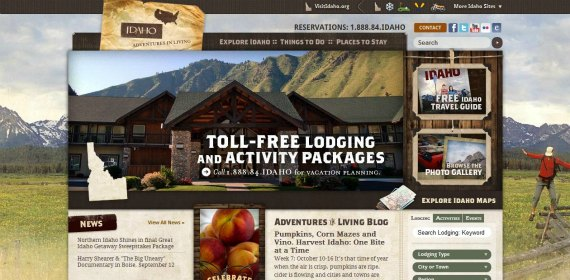 VisitIdaho.org
More Idaho Sites
RESERVATIONS: 1.888.84.IDAHO
CONTACT
IDAHO
ADVENTURES IN LIVING
EXPLORE IDAHO :: THINGS TO DO :: PLACES TO STAY
Search
IDAHO
FREE IDAHO
TRAVEL GUIDE
TOLL-FREE LODGING
AND ACTIVITY PACKAGES
Call 1.888.84.IDAHO for vacation planning.
BROWSE THE
PHOTO GALLERY
EXPLORE IDAHO MAPS
NEWS
View All News »
Northern Idaho Shines in final Great
Idaho Getaway Sweepstakes Package
Harry Shearer & 'The Big Uneasy'
Documentary in Boise, September 12
CELEBRATE
ADVENTURES IN LIVING BLOG
Pumpkins, Corn Mazes and
Vino. Harvest Idaho: One Bite
at a Time
Week 7: October 10-16 It's that time of year
when the air is crisp, pumpkins are ripe,
cider is flowing and cities and towns are
LODGING
ACTIVITIES
EVENTS
Search Lodging: Keyword
Lodging Type
City or Town
Region